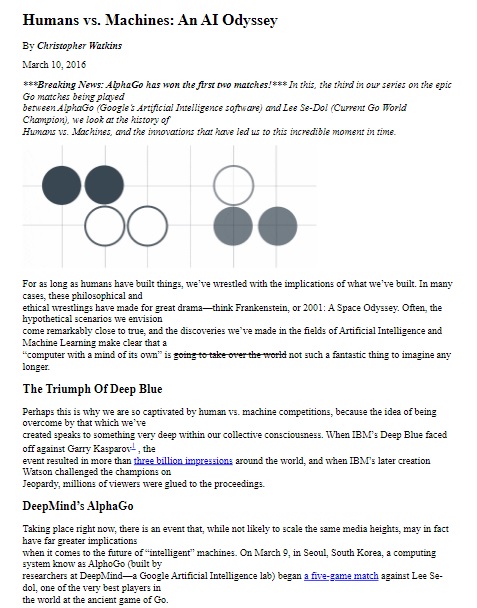 Humans vs. Machines: An AI Odyssey
By Christopher Watkins
March 10, 2016
***Breaking News: AlphaGo has won the first two matches!*** In this, the third in our series on the epic
Go matches being played
between AlphaGo (Google's Artificial Intelligence software) and Lee Se-Dol (Current Go World
Champion), we look at the history of
Humans vs. Machines, and the innovations that have led us to this incredible moment in time.
For as long as humans have built things, we've wrestled with the implications of what we've built. In many
cases, these philosophical and
ethical wrestlings have made for great drama—think Frankenstein, or 2001: A Space Odyssey. Often, the
hypothetical scenarios we envision
come remarkably close to true, and the discoveries we've made in the fields of Artificial Intelligence and
Machine Learning make clear that a
“computer with a mind of its own” is going to take over the world not such a fantastic thing to imagine any
longer.
The Triumph Of Deep Blue
Perhaps this is why we are so captivated by human vs. machine competitions, because the idea of being
overcome by that which we've
created speaks to something very deep within our collective consciousness. When IBM's Deep Blue faced
off against Garry Kasparov1 , the
event resulted in more than three billion impressions around the world, and when IBM's later creation
Watson challenged the champions on
Jeopardy, millions of viewers were glued to the proceedings.
DeepMind's AlphaGo
Taking place right now, there is an event that, while not likely to scale the same media heights, may in fact
have far greater implications
when it comes to the future of “intelligent” machines. On March 9, in Seoul, South Korea, a computing
system know as AlphoGo (built by
researchers at DeepMind—a Google Artificial Intelligence lab) began a five-game match against Lee Se-
dol, one of the very best players in
the world at the ancient game of Go.